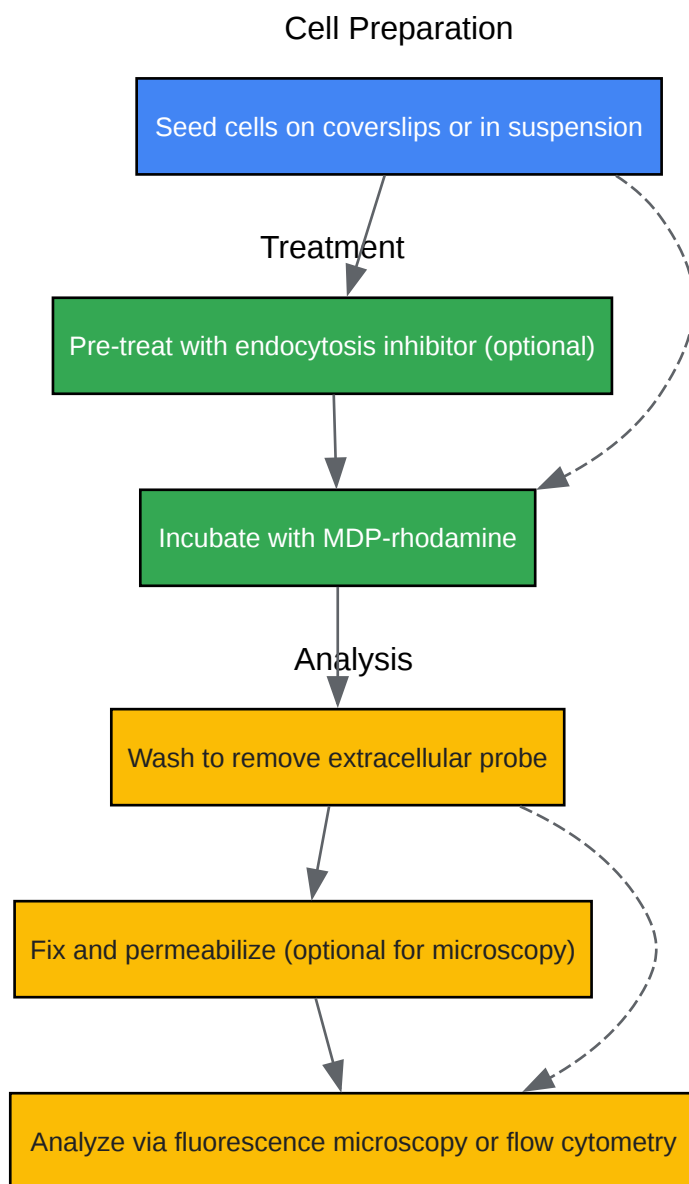 Cell Preparation
Seed cells on coverslips or in suspension
Treatment
Pre-treat with endocytosis inhibitor (optional)
Incubate with MDP-rhodamine
Analysis
Wash to remove extracellular probe
Fix and permeabilize (optional for microscopy)
Analyze via fluorescence microscopy or flow cytometry